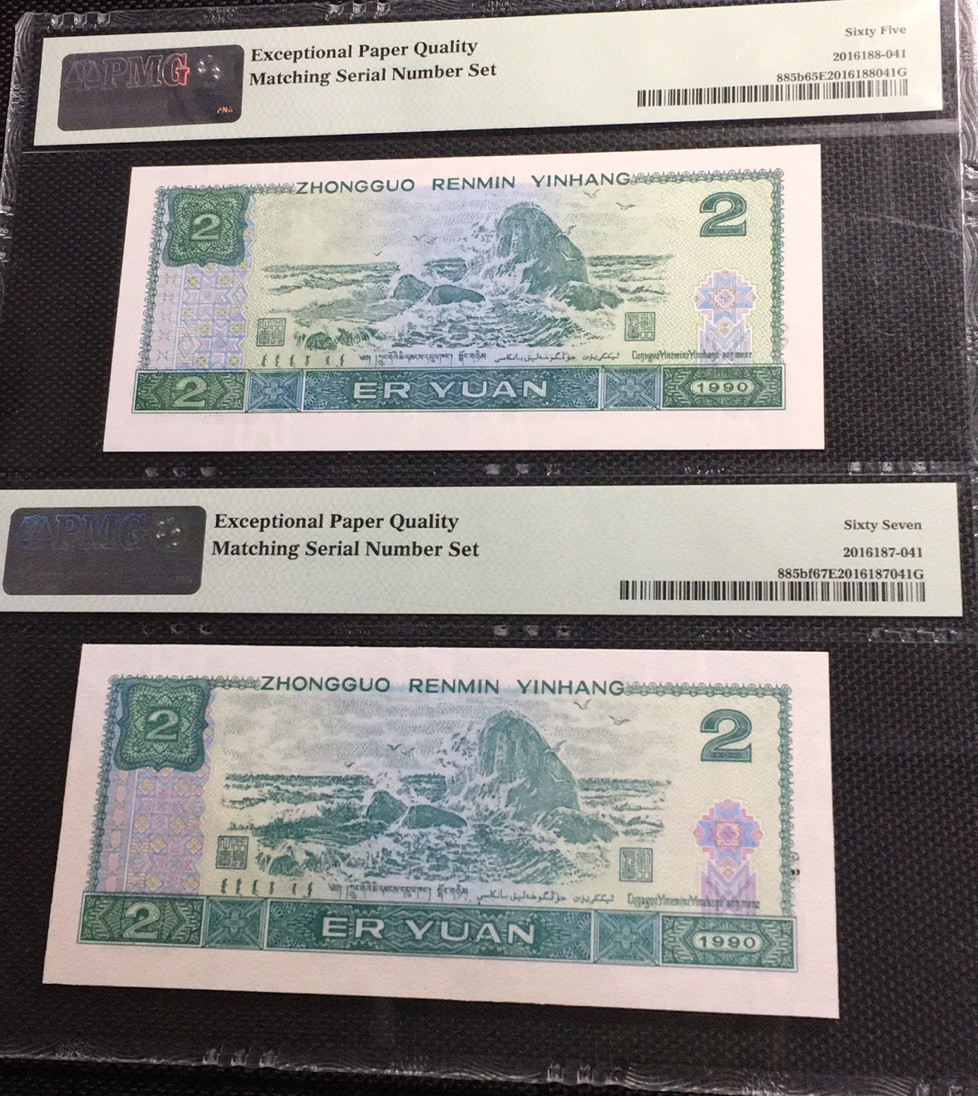 PMG
Exceptional Paper Quality
Matching Serial Number Set
Sixty Five
2016188-041
885b65E2016188041G
ZHONGGUO RENMIN YINHANG
2
2
2
ER YUAN
1990
PMG
Exceptional Paper Quality
Matching Serial Number Set
Sixty Seven
2016187-041
885bf67E2016187041G
ZHONGGUO RENMIN YINHANG
2
2
2
ER YUAN
1990